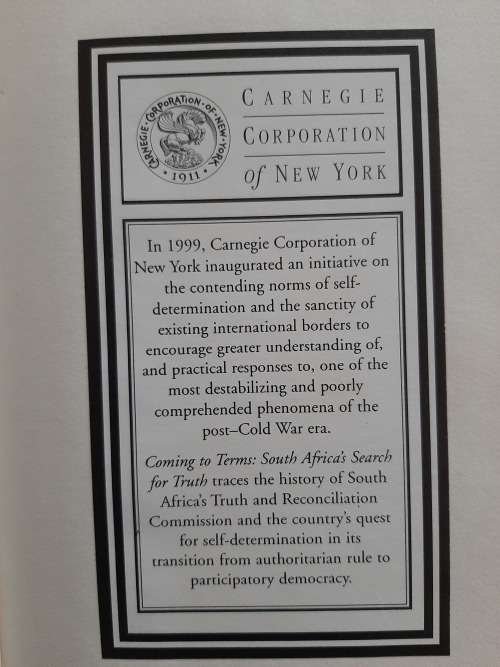 CARNEGIE·CORPORATION·OF·NEW·YORK·
·1911·
CARNEGIE
CORPORATION
of NEW YORK
In 1999, Carnegie Corporation of
New York inaugurated an initiative on
the contending norms of self-
determination and the sanctity of
existing international borders to
encourage greater understanding of,
and practical responses to, one of the
most destabilizing and poorly
comprehended phenomena of the
post–Cold War era.
Coming to Terms: South Africa's Search
for Truth traces the history of South
Africa's Truth and Reconciliation
Commission and the country's quest
for self-determination in its
transition from authoritarian rule to
participatory democracy.